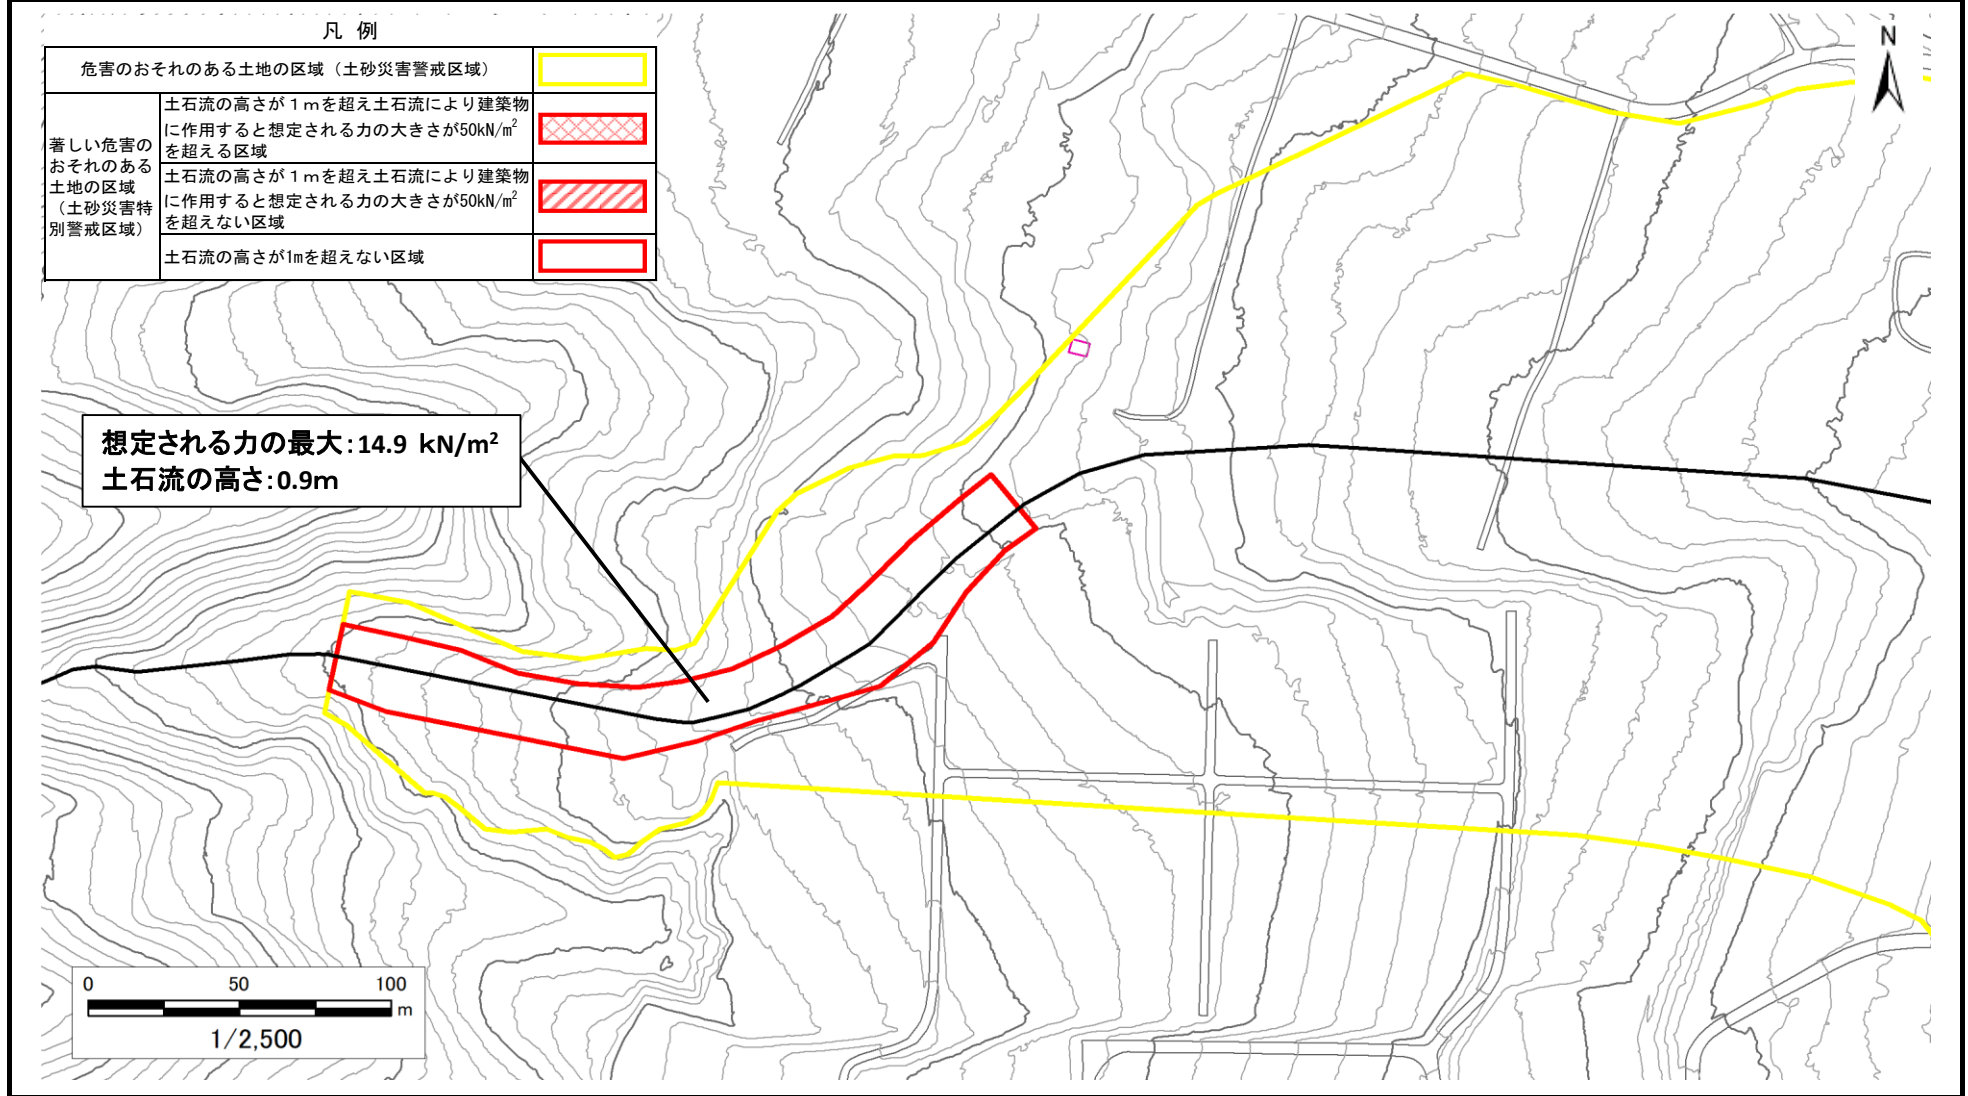 凡 例
危害のおそれのある土地の区域（土砂災害警戒区域）
著しい危害の
おそれのある
土地の区域
（土砂災害特
別警戒区域）
土石流の高さが１ｍを超え土石流により建築物
に作用すると想定される力の大きさが50kN/m²
を超える区域
土石流の高さが１ｍを超え土石流により建築物
に作用すると想定される力の大きさが50kN/m²
を超えない区域
土石流の高さが1mを超えない区域
N
想定される力の最大：14.9 kN/m²
土石流の高さ：0.9m
0 50 100
m
1/2,500